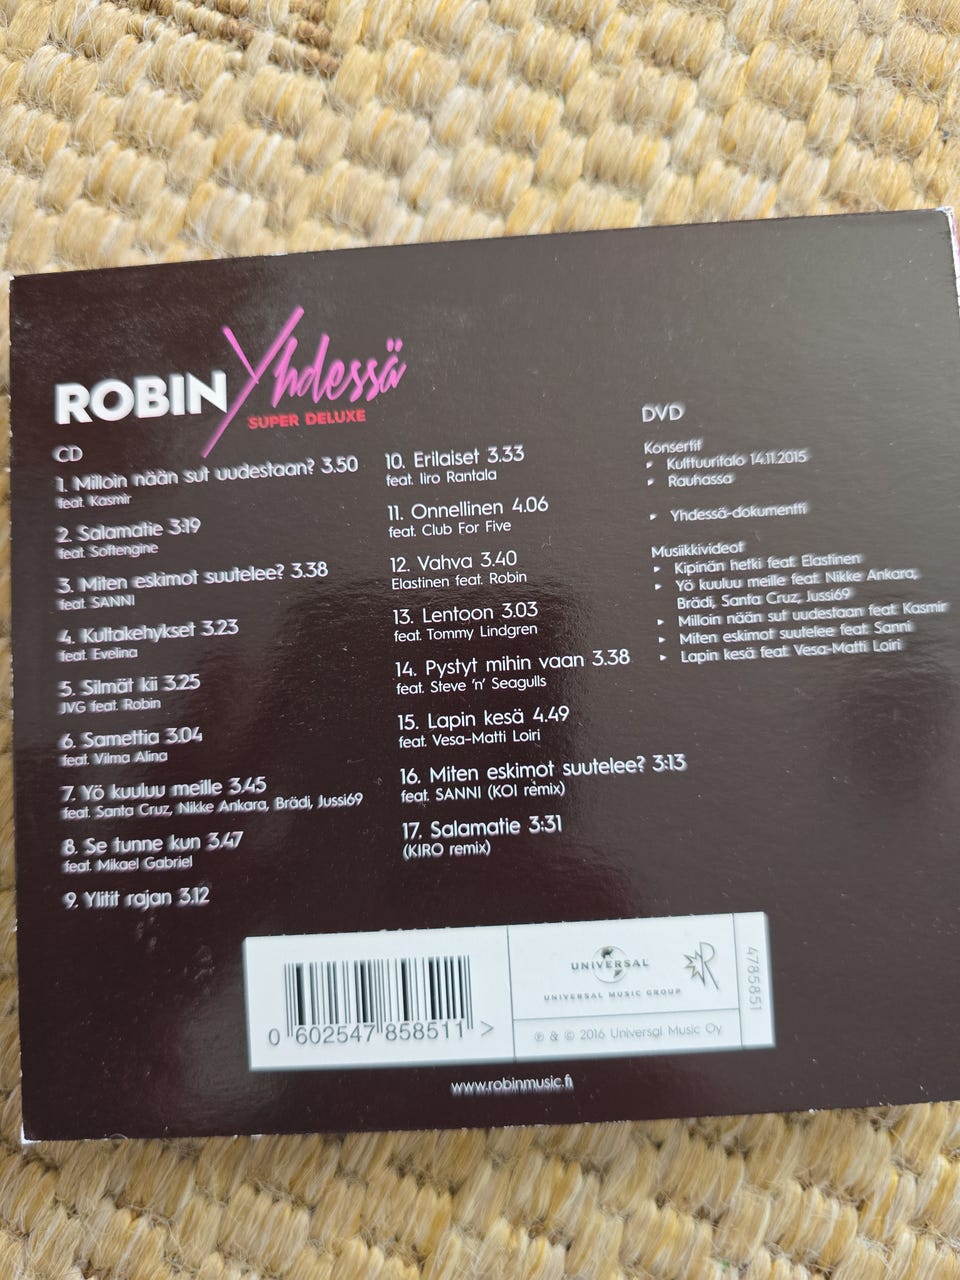 ROBIN Yhdessä
SUPER DELUXE
CD
1. Milloin nään sut uudestaan? 3.50
feat. Kasmir
2. Salamatie 3:19
feat. Softengine
3. Miten eskimot suutelee? 3.38
feat. SANNI
4. Kultakehykset 3.23
feat. Evelina
5. Silmät kii 3.25
JVG feat. Robin
6. Samettia 3.04
feat. Vilma Alina
7. Yö kuuluu meille 3.45
feat. Santa Cruz, Nikke Ankara, Brädi, Jussi69
8. Se tunne kun 3.47
feat. Mikael Gabriel
9. Ylitit rajan 3.12
10. Erilaiset 3.33
feat. Iiro Rantala
11. Onnellinen 4.06
feat. Club For Five
12. Vahva 3.40
Elastinen feat. Robin
13. Lentoon 3.03
feat. Tommy Lindgren
14. Pystyt mihin vaan 3.38
feat. Steve 'n' Seagulls
15. Lapin kesä 4.49
feat. Vesa-Matti Loiri
16. Miten eskimot suutelee? 3:13
feat. SANNI (KOI remix)
17. Salamatie 3:31
(KIRO remix)
DVD
Konsertit
Kulttuuritalo 14.11.2015
Rauhassa
Yhdessä-dokumentti
Musiikkivideot
Kipinän hetki feat. Elastinen
Yö kuuluu meille feat. Nikke Ankara,
Brädi, Santa Cruz, Jussi69
Milloin nään sut uudestaan feat. Kasmir
Miten eskimot suutelee feat. Sanni
Lapin kesä feat. Vesa-Matti Loiri
0 602547 858511 >
UNIVERSAL
UNIVERSAL MUSIC GROUP
R
℗ & © 2016 Universal Music Oy
4785851
www.robinmusic.fi